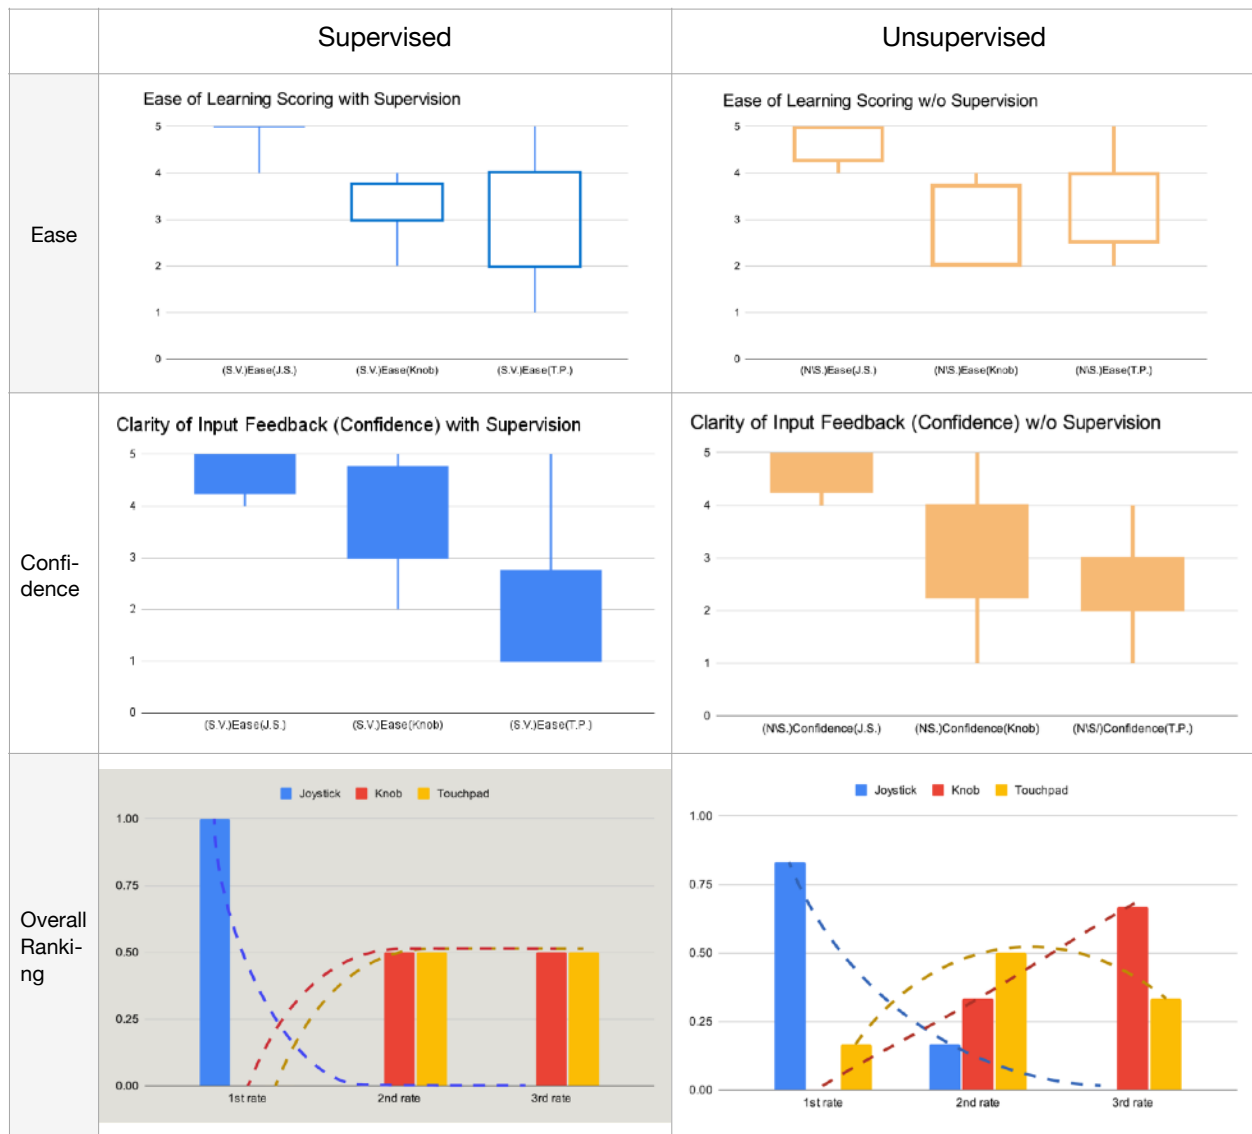 Supervised
Unsupervised
Ease
Ease of Learning Scoring with Supervision
5
4
3
2
1
0
(S.V.)Ease(J.S.)
(S.V.)Ease(Knob)
(S.V.)Ease(T.P.)
Ease of Learning Scoring w/o Supervision
5
4
3
2
1
0
(N\S.)Ease(J.S.)
(N\S.)Ease(Knob)
(N\S.)Ease(T.P.)
Confi-
dence
Clarity of Input Feedback (Confidence) with Supervision
5
4
3
2
1
0
(S.V.)Ease(J.S.)
(S.V.)Ease(Knob)
(S.V.)Ease(T.P.)
Clarity of Input Feedback (Confidence) w/o Supervision
5
4
3
2
1
0
(N\S.)Confidence(J.S.)
(NS.)Confidence(Knob)
(N\S/)Confidence(T.P.)
Overall
Ranki-
ng
Joystick
Knob
Touchpad
1.00
0.75
0.50
0.25
0.00
1st rate
2nd rate
3rd rate
Joystick
Knob
Touchpad
1.00
0.75
0.50
0.25
0.00
1st rate
2nd rate
3rd rate